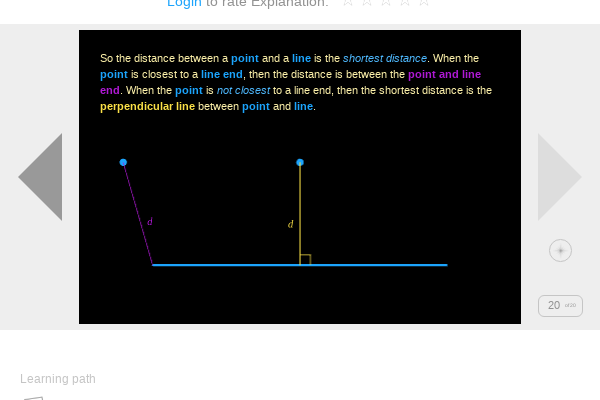 Login to rate Explanation:
So the distance between a point and a line is the shortest distance. When the
point is closest to a line end, then the distance is between the point and line
end. When the point is not closest to a line end, then the shortest distance is the
perpendicular line between point and line.
d
d
20 of 20
Learning path